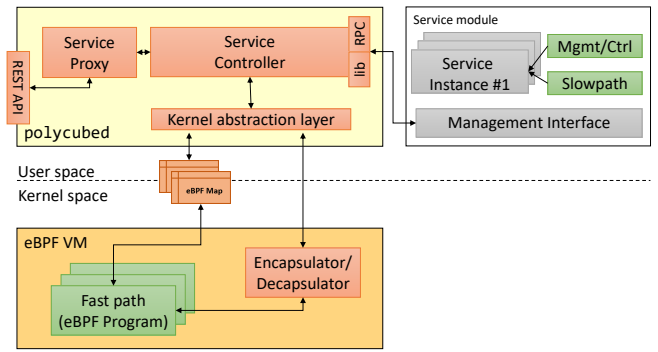 Service
Proxy
Service
Controller
RPC
lib
REST API
Kernel abstraction layer
polycubed
Service module
Service
Instance #1
Mgmt/Ctrl
Slowpath
Management Interface
User space
Kernel space
eBPF Map
eBPF VM
Encapsulator/
Decapsulator
Fast path
(eBPF Program)